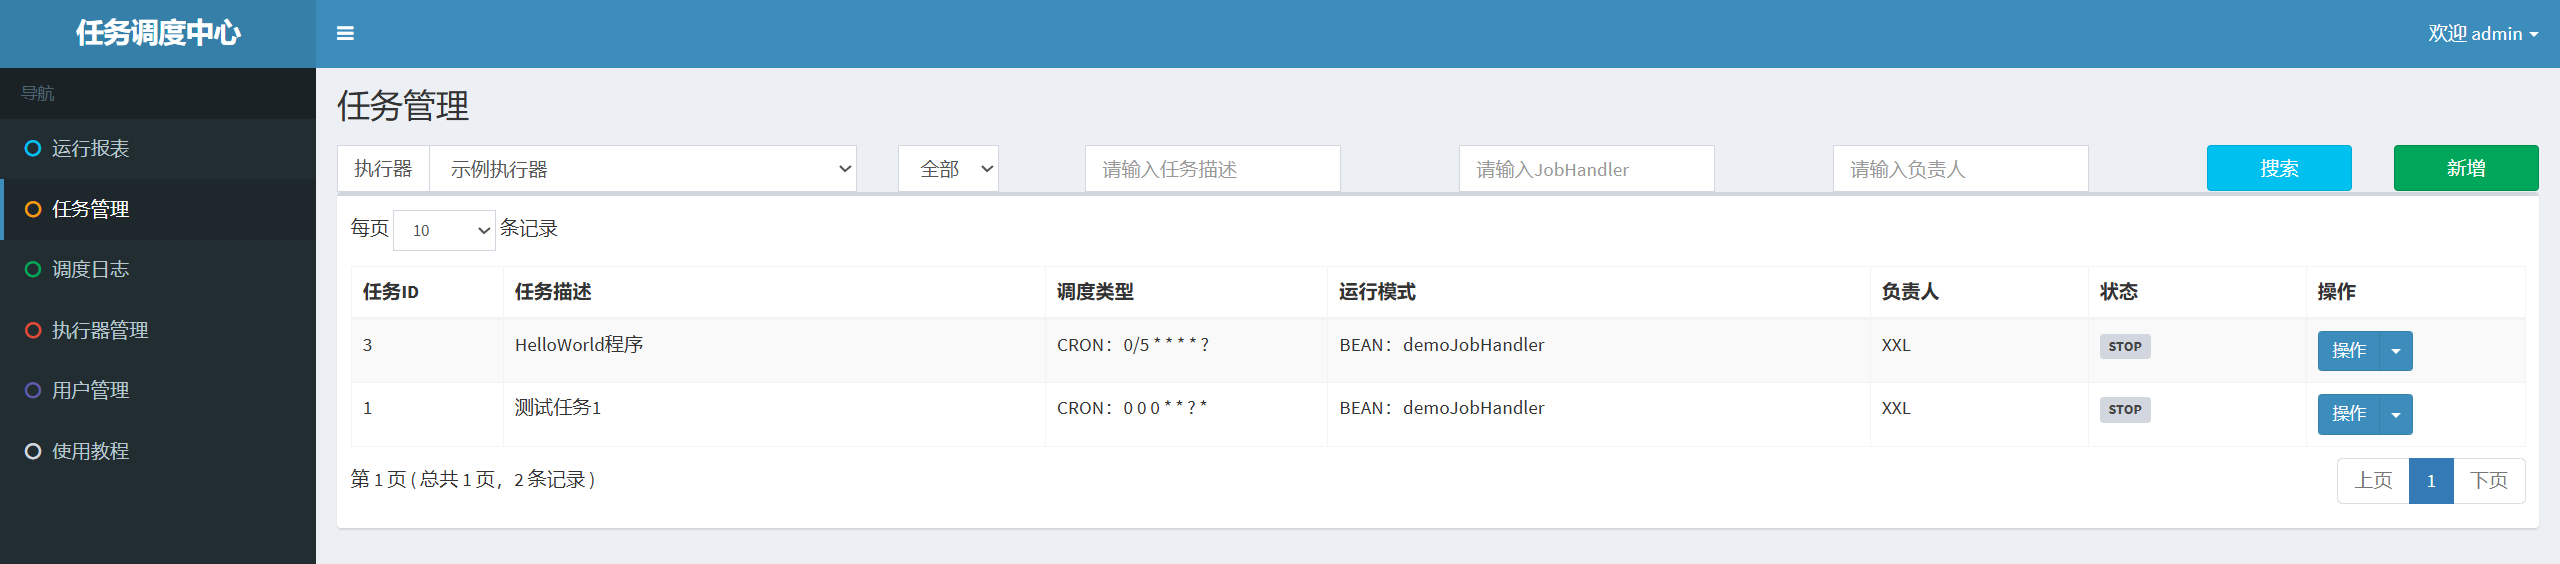 任务调度中心
欢迎 admin
导航
运行报表
任务管理
调度日志
执行器管理
用户管理
使用教程
任务管理
执行器 示例执行器 全部 请输入任务描述 请输入JobHandler 请输入负责人 搜索 新增
每页 10 条记录
任务ID 任务描述 调度类型 运行模式 负责人 状态 操作
3 HelloWorld程序 CRON：0/5 * * * * ? BEAN：demoJobHandler XXL STOP 操作
1 测试任务1 CRON：0 0 0 * * ? * BEAN：demoJobHandler XXL STOP 操作
第 1 页 ( 总共 1 页，2 条记录 ) 上页 1 下页